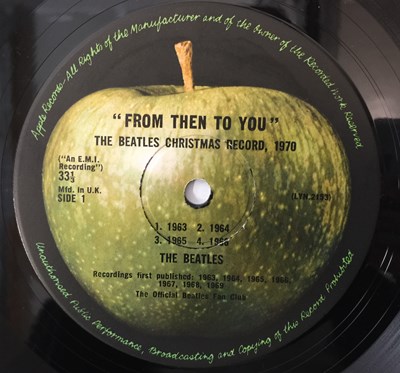 Apple Records-All Rights of the Manufacturer and of the Owner of the Recorded Work Reserved
"FROM THEN TO YOU"
THE BEATLES CHRISTMAS RECORD, 1970
("An E.M.I.
Recording")
33⅓
Mfd. In U.K.
SIDE 1
(LYN.2153)
1. 1963 2. 1964
3. 1965 4. 1966
THE BEATLES
Recordings first published: 1963, 1964, 1965, 1966,
1967, 1968, 1969
The Official Beatles Fan Club
Unauthorised Public Performance, Broadcasting and Copying of this Record Prohibited